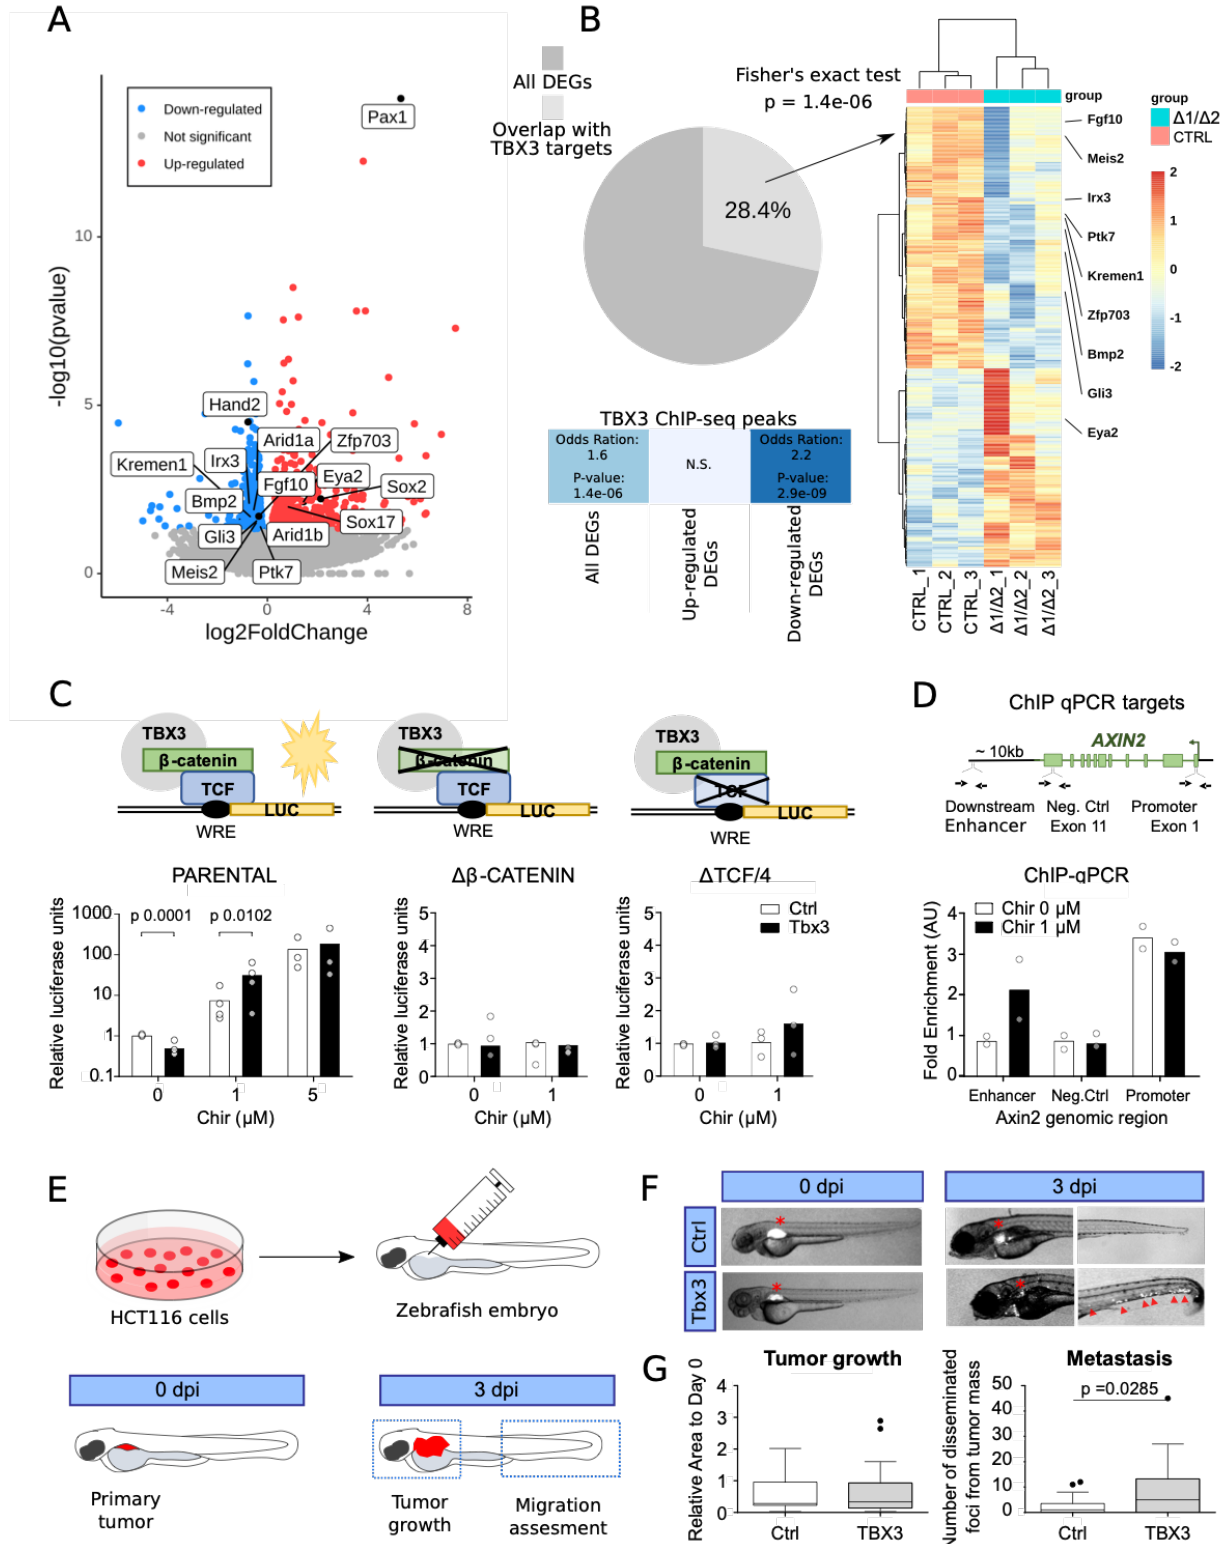 A
Down-regulated
Not significant
Up-regulated
Pax1
10
5
0
-log10(pvalue)
Hand2
Arid1a
Zfp703
Kremen1
Irx3
Eya2
Fgf10
Sox2
Bmp2
Sox17
Gli3
Arid1b
Meis2
Ptk7
-4
0
4
8
log2FoldChange
B
All DEGs
Overlap with
TBX3 targets
Fisher's exact test
p = 1.4e-06
28.4%
TBX3 ChIP-seq peaks
Odds Ration:
1.6
P-value:
1.4e-06
N.S.
Odds Ration:
2.2
P-value:
2.9e-09
All DEGs
Up-regulated
DEGs
Down-regulated
DEGs
group
Fgf10
Meis2
Irx3
Ptk7
Kremen1
Zfp703
Bmp2
Gli3
Eya2
group
Δ1/Δ2
CTRL
2
1
0
-1
-2
CTRL_1
CTRL_2
CTRL_3
Δ1/Δ2_1
Δ1/Δ2_2
Δ1/Δ2_3
C
TBX3
β-catenin
TCF
LUC
WRE
TBX3
β-catenin
TCF
LUC
WRE
TBX3
β-catenin
TCF
LUC
WRE
PARENTAL
Relative luciferase units
1000
100
10
1
0.1
p 0.0001
p 0.0102
0
1
5
Chir (µM)
Δβ-CATENIN
Relative luciferase units
5
4
3
2
1
0
0
1
Chir (µM)
ΔTCF/4
Relative luciferase units
5
4
3
2
1
0
Ctrl
Tbx3
0
1
Chir (µM)
D
ChIP qPCR targets
~ 10kb
AXIN2
Downstream
Enhancer
Neg. Ctrl
Exon 11
Promoter
Exon 1
ChIP-qPCR
Fold Enrichment (AU)
4
3
2
1
0
Chir 0 µM
Chir 1 µM
Enhancer
Neg.Ctrl
Promoter
Axin2 genomic region
E
HCT116 cells
Zebrafish embryo
0 dpi
3 dpi
Primary
tumor
Tumor
growth
Migration
assesment
F
0 dpi
3 dpi
Ctrl
*
*
Tbx3
*
*
G
Tumor growth
Relative Area to Day 0
4
3
2
1
0
Ctrl
TBX3
Metastasis
Number of disseminated
foci from tumor mass
50
40
30
20
10
0
p =0.0285
Ctrl
TBX3